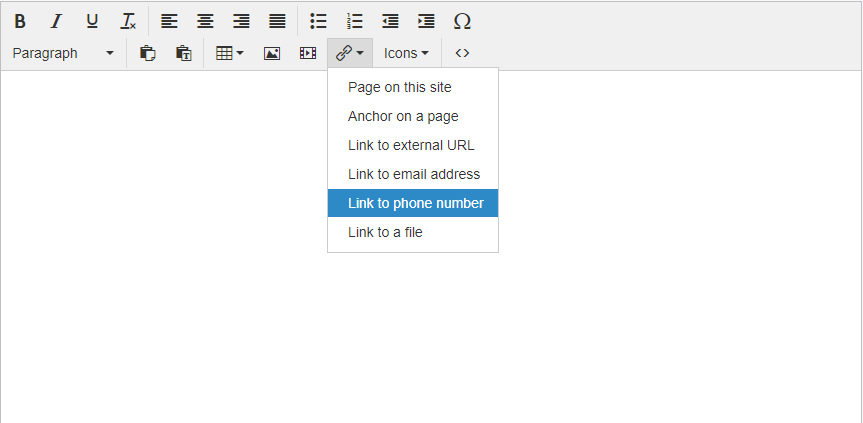 Paragraph Icons
Page on this site
Anchor on a page
Link to external URL
Link to email address
Link to phone number
Link to a file